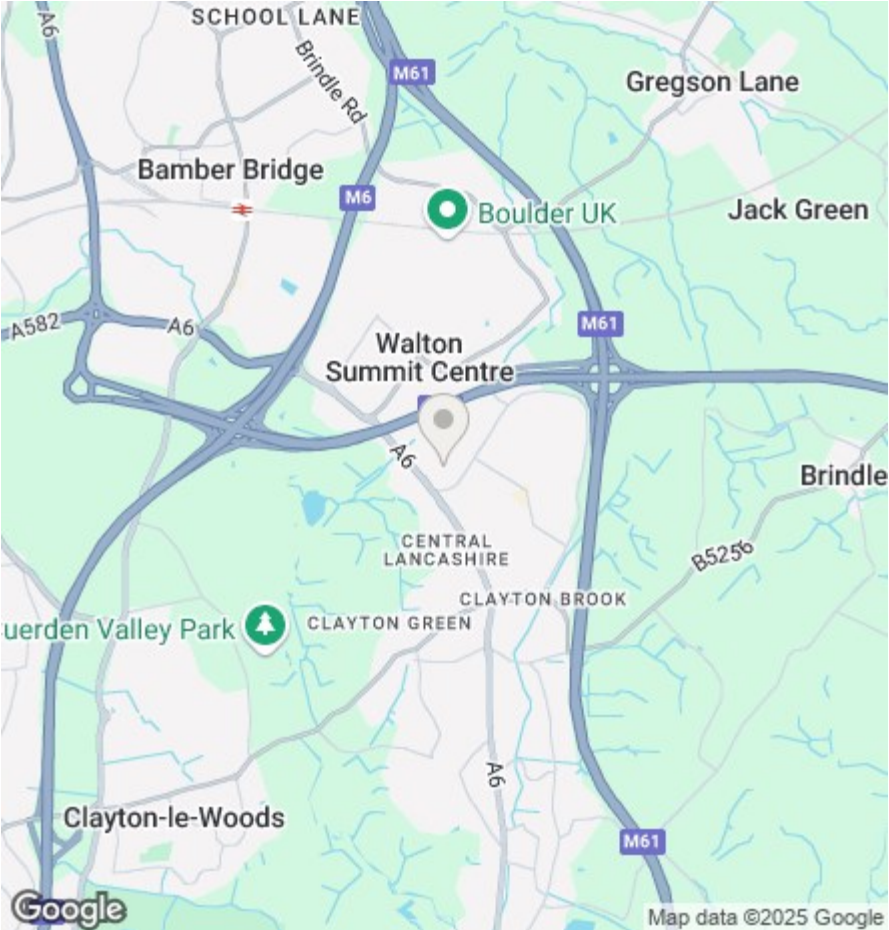 SCHOOL LANE
A6
Brindle Rd
M61
Gregson Lane
Bamber Bridge
M6
Boulder UK
Jack Green
A582
A6
M61
Walton
Summit Centre
A6
Brindle
CENTRAL
LANCASHIRE
B5256
CLAYTON BROOK
uerden Valley Park
CLAYTON GREEN
A6
Clayton-le-Woods
M61
Google
Map data ©2025 Google